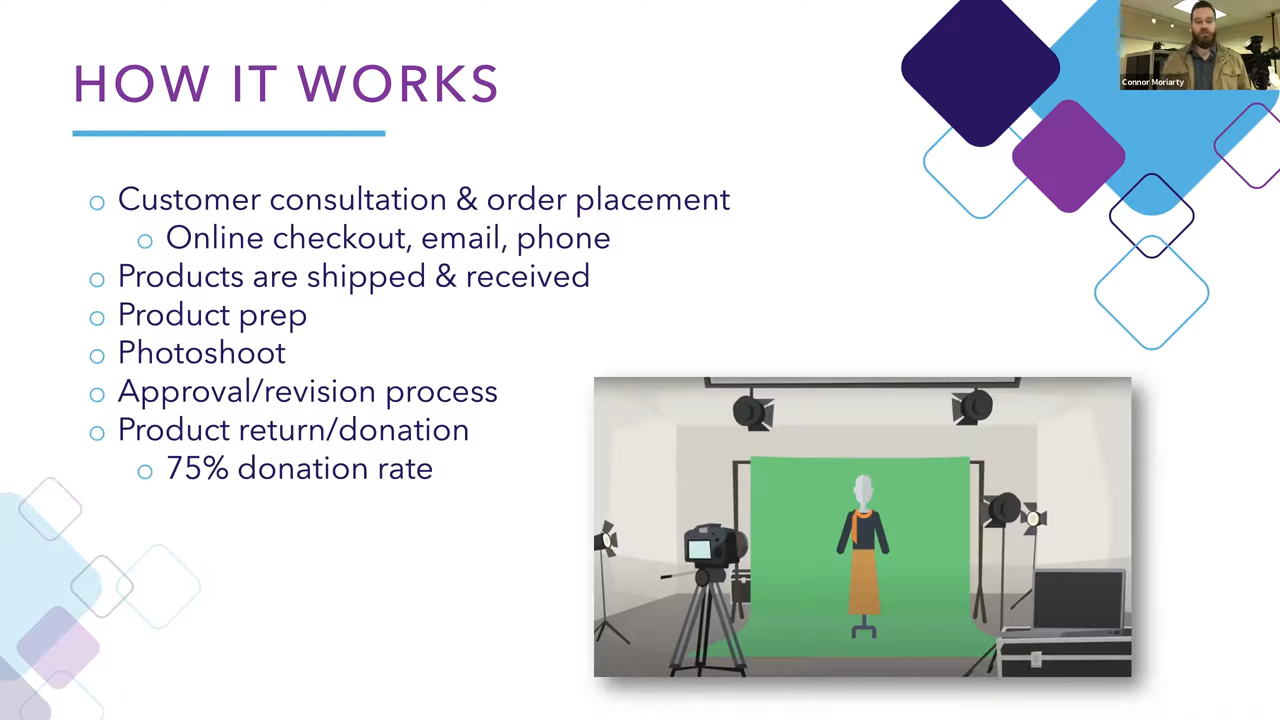 HOW IT WORKS
Customer consultation & order placement
Online checkout, email, phone
Products are shipped & received
Product prep
Photoshoot
Approval/revision process
Product return/donation
75% donation rate
Connor Moriarty